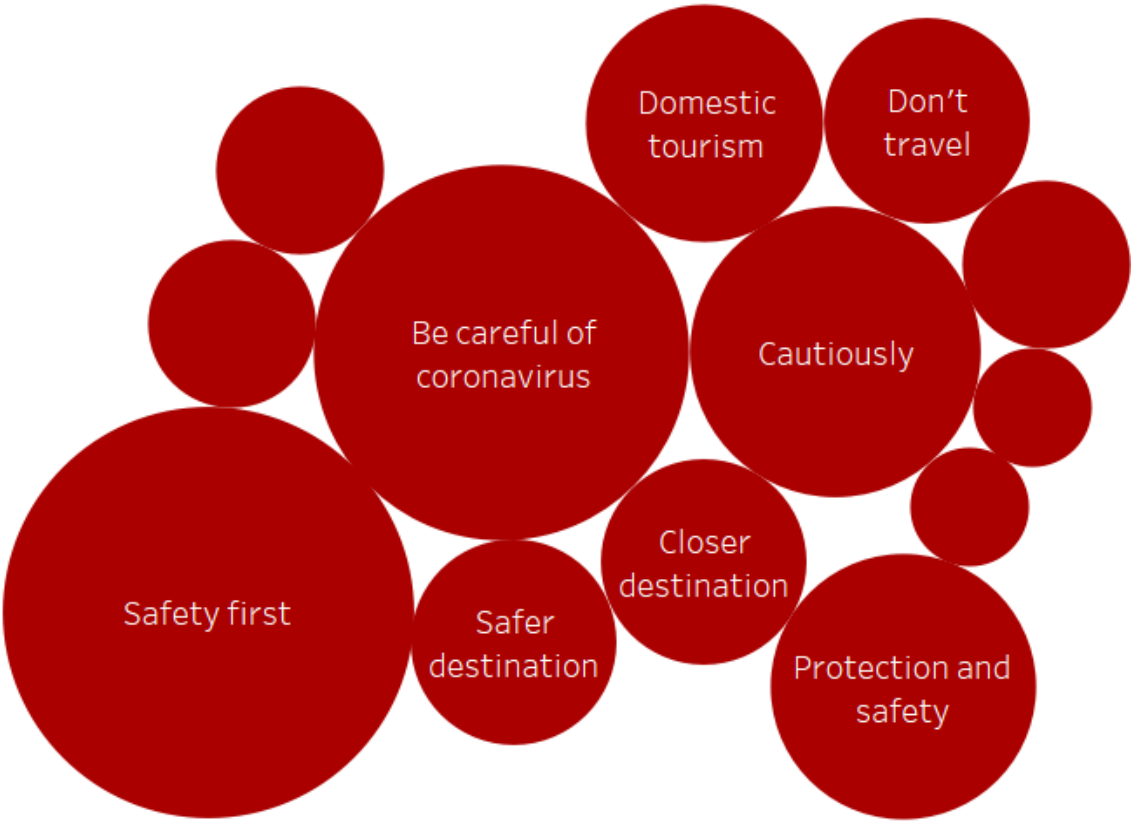 Domestic
tourism
Don't
travel
Be careful of
coronavirus
Cautiously
Closer
destination
Safety first
Safer
destination
Protection and
safety